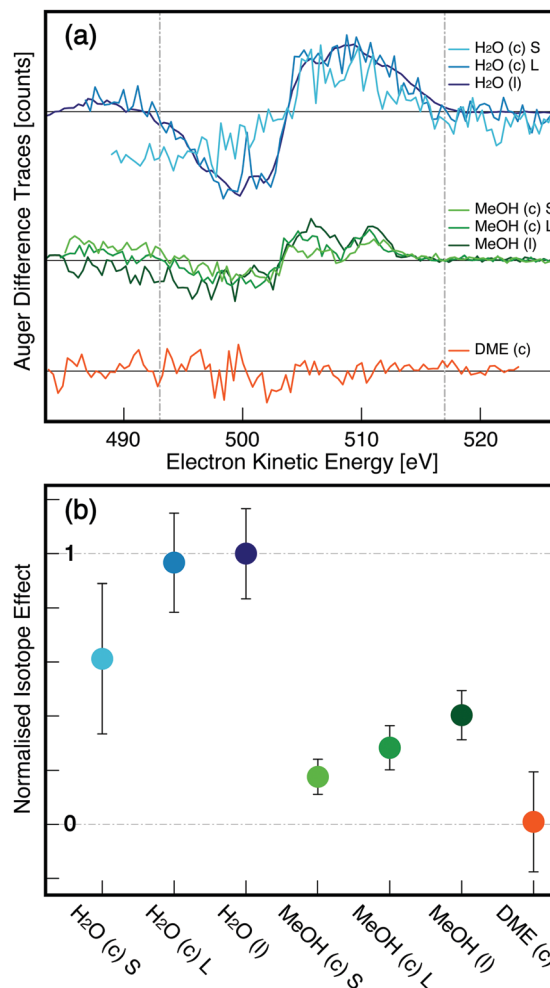 (a)
H2O (c) S
H2O (c) L
H2O (l)
MeOH (c) S
MeOH (c) L
MeOH (l)
DME (c)
Auger Difference Traces [counts]
490 500 510 520
Electron Kinetic Energy [eV]
(b)
1
0
Normalised Isotope Effect
H2O (c) S
H2O (c) L
H2O (l)
MeOH (c) S
MeOH (c) L
MeOH (l)
DME (c)